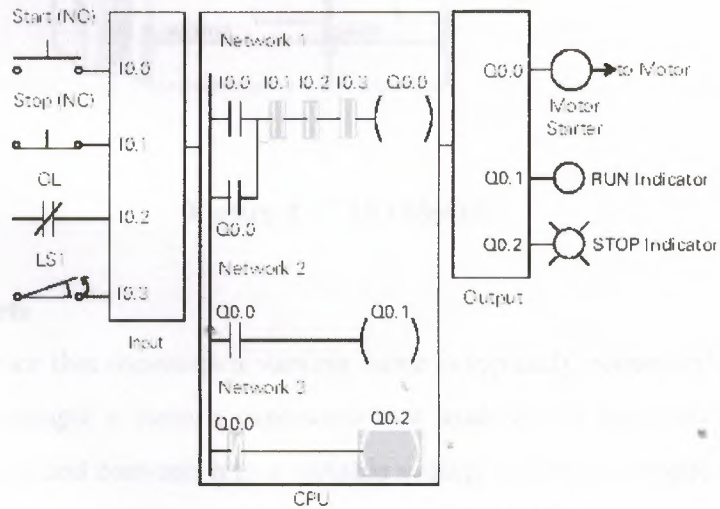 Start (NO)
I0.0
Stop (NC)
I0.1
OL
I0.2
LS1
I0.3
Input
Network 1
I0.0 I0.1 I0.2 I0.3 Q0.0
Q0.0
Network 2
Q0.0 Q0.1
Network 3
Q0.0 Q0.2
CPU
Q0.0
to Motor
Motor
Starter
Q0.1
RUN Indicator
Q0.2
STOP Indicator
Output